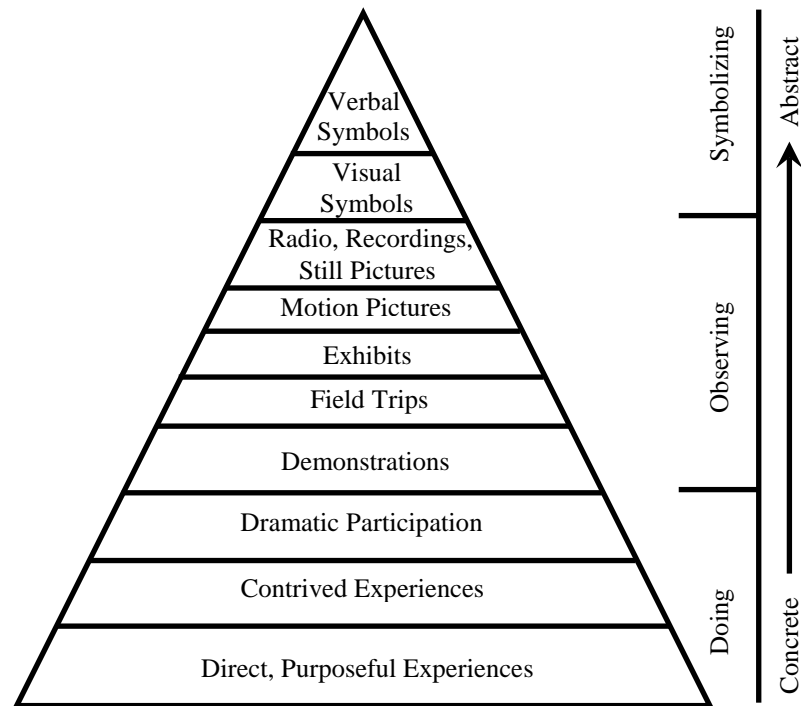 Verbal
Symbols
Visual
Symbols
Radio, Recordings,
Still Pictures
Motion Pictures
Exhibits
Field Trips
Demonstrations
Dramatic Participation
Contrived Experiences
Direct, Purposeful Experiences
Symbolizing
Observing
Doing
Abstract
Concrete